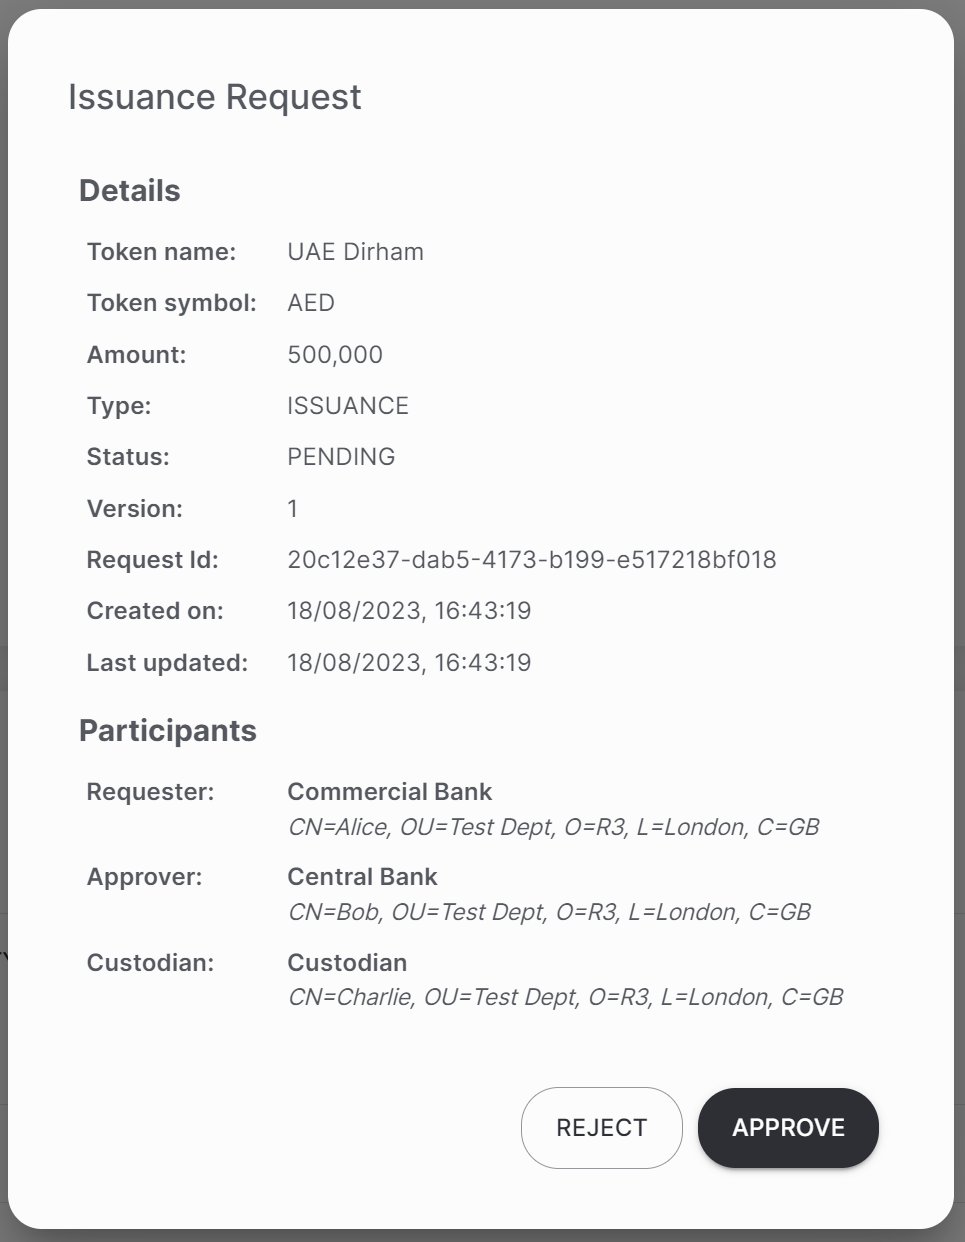 Issuance Request
Details
Token name: UAE Dirham
Token symbol: AED
Amount: 500,000
Type: ISSUANCE
Status: PENDING
Version: 1
Request Id: 20c12e37-dab5-4173-b199-e517218bf018
Created on: 18/08/2023, 16:43:19
Last updated: 18/08/2023, 16:43:19
Participants
Requester: Commercial Bank
CN=Alice, OU=Test Dept, O=R3, L=London, C=GB
Approver: Central Bank
CN=Bob, OU=Test Dept, O=R3, L=London, C=GB
Custodian: Custodian
CN=Charlie, OU=Test Dept, O=R3, L=London, C=GB
REJECT APPROVE